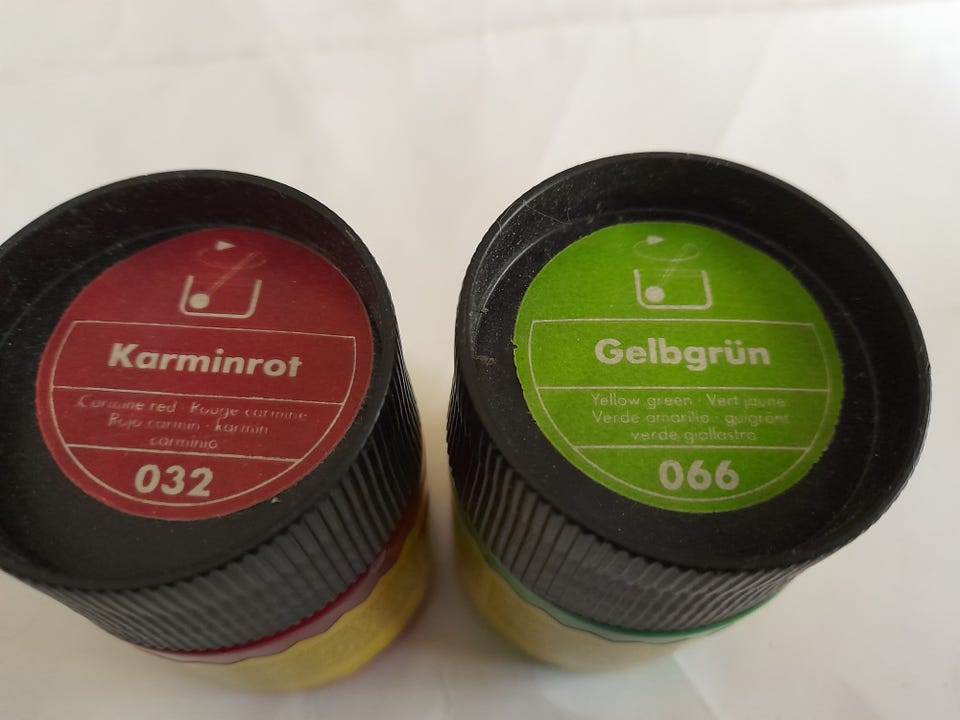 Karminrot
Carmine red · Rouge carmine
Rojo carmin · karmin
carminio
032
Gelbgrün
Yellow green · Vert jaune
Verde amarillo · gulgrönt
verde giallastro
066